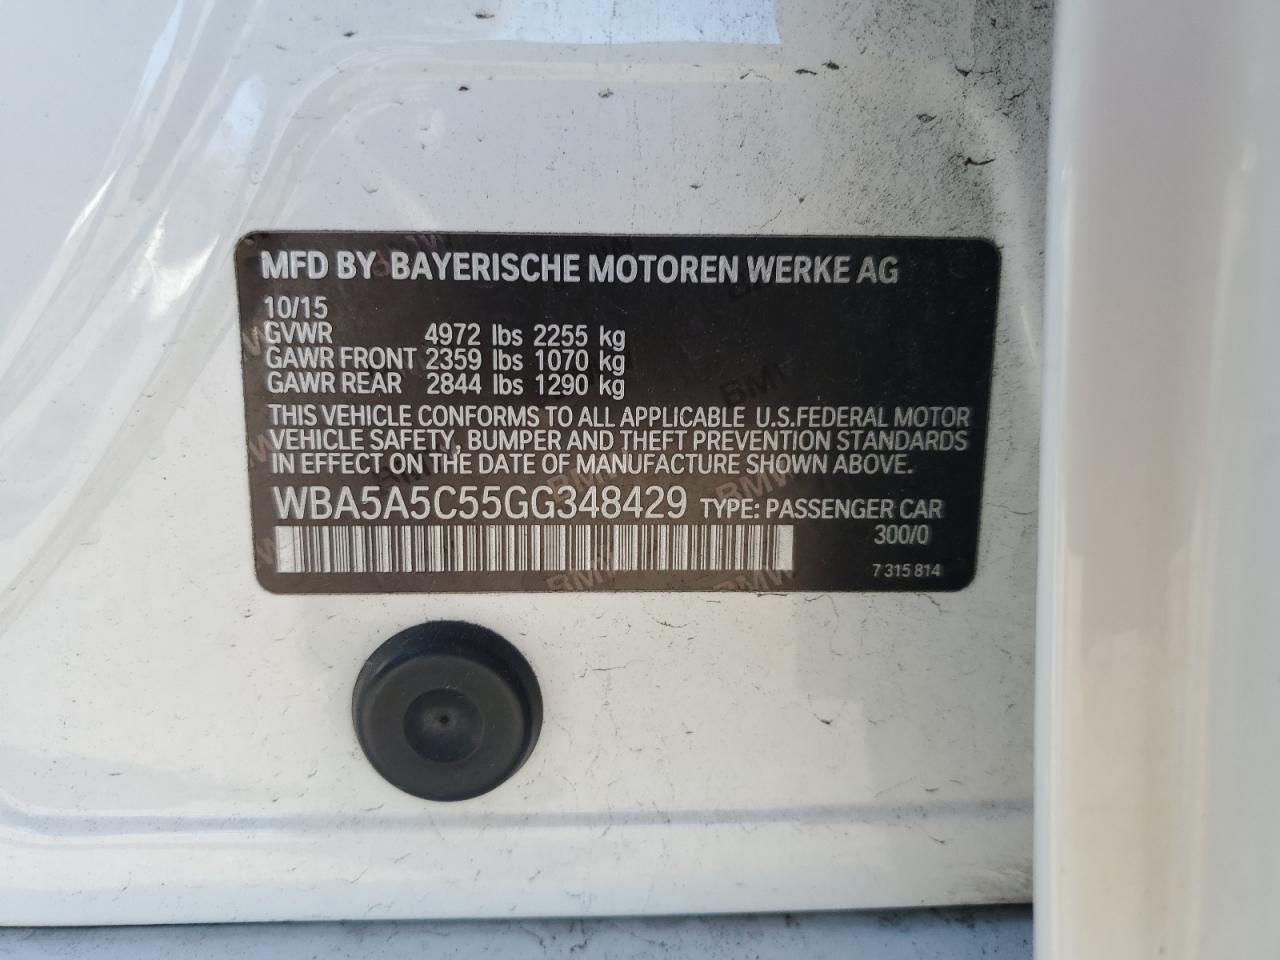 MFD BY BAYERISCHE MOTOREN WERKE AG
10/15
GVWR 4972 lbs 2255 kg
GAWR FRONT 2359 lbs 1070 kg
GAWR REAR 2844 lbs 1290 kg
THIS VEHICLE CONFORMS TO ALL APPLICABLE U.S.FEDERAL MOTOR
VEHICLE SAFETY, BUMPER AND THEFT PREVENTION STANDARDS
IN EFFECT ON THE DATE OF MANUFACTURE SHOWN ABOVE.
WBA5A5C55GG348429 TYPE: PASSENGER CAR
300/0
7 315 814